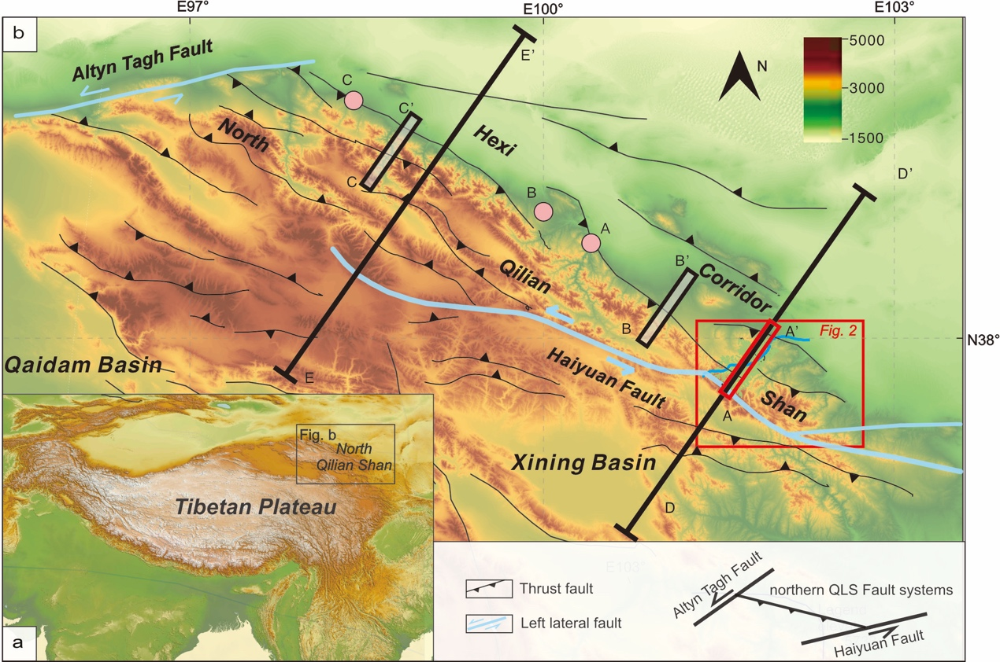 E97°
E100°
E103°
b
Altyn Tagh Fault
E'
N
5000
3000
1500
C
C'
North
Hexi
D'
C
B
A
Qilian
B'
Corridor
B
A'
Fig. 2
N38°
Haiyuan Fault
Qaidam Basin
E
A
Shan
Xining Basin
D
Fig. b
North
Qilian Shan
Tibetan Plateau
a
E103°
Thrust fault
Left lateral fault
Altyn Tagh Fault
northern QLS Fault systems
Legend
Haiyuan Fault